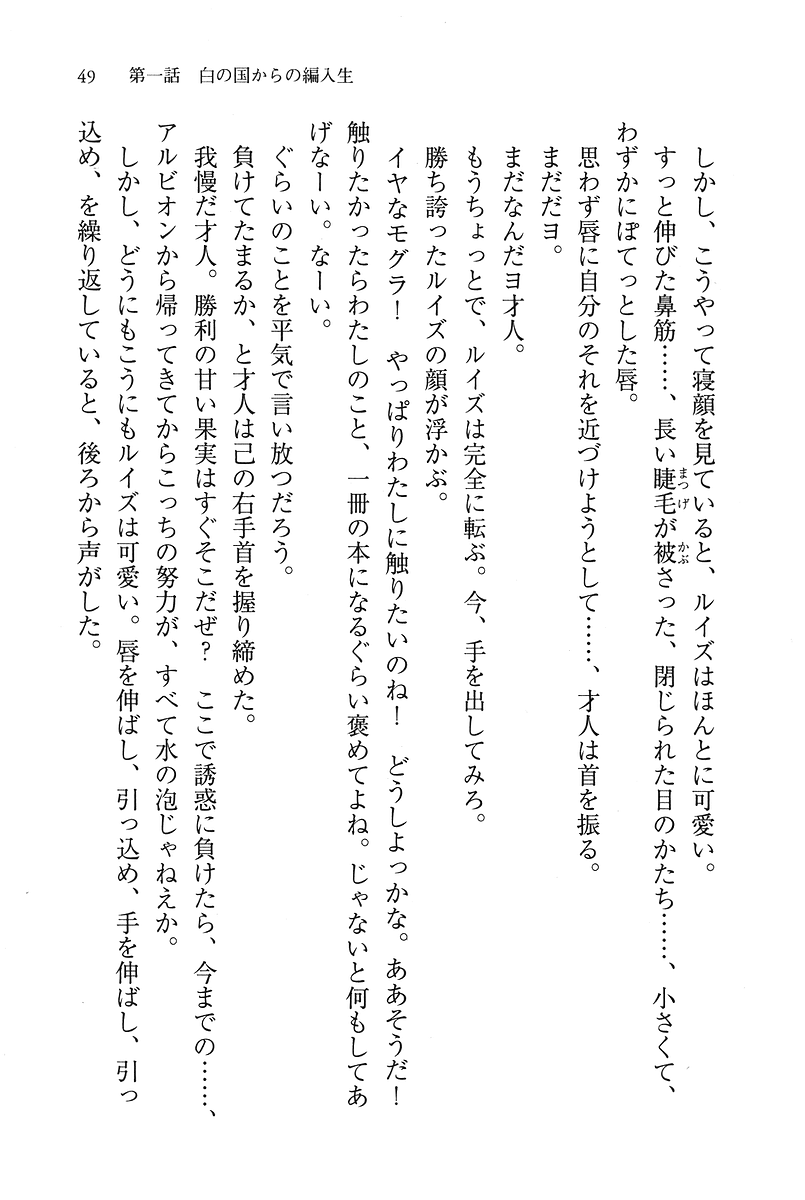 49　第一話　白の国からの編入生
しかし、こうやって寝顔を見ていると、ルイズはほんとに可愛い。
すっと伸びた鼻筋……、長い睫毛が被さった、閉じられた目のかたち……、小さくて、
わずかにぽてっとした唇。
思わず唇に自分のそれを近づけようとして……、才人は首を振る。
まだだヨ。
まだなんだヨ才人。
もうちょっとで、ルイズは完全に転ぶ。今、手を出してみろ。
勝ち誇ったルイズの顔が浮かぶ。
イヤなモグラ！　やっぱりわたしに触りたいのね！　どうしよっかな。ああそうだ！
触りたかったらわたしのこと、一冊の本になるぐらい褒めてよね。じゃないと何もしてあ
げなーい。なーい。
ぐらいのことを平気で言い放つだろう。
負けてたまるか、と才人は己の右手首を握り締めた。
我慢だ才人。勝利の甘い果実はすぐそこだぜ？　ここで誘惑に負けたら、今までの……、
アルビオンから帰ってきてからこっちの努力が、すべて水の泡じゃねえか。
しかし、どうにもこうにもルイズは可愛い。唇を伸ばし、引っ込め、手を伸ばし、引っ
込め、を繰り返していると、後ろから声がした。
まつげ
かぶ